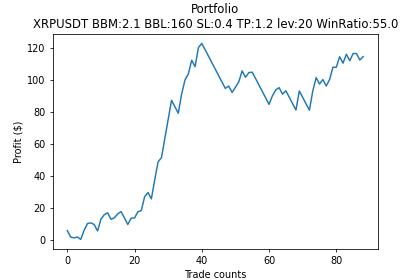 Portfolio
XRPUSDT BBM:2.1 BBL:160 SL:0.4 TP:1.2 lev:20 WinRatio:55.0
120
100
80
60
40
20
0
Profit ($)
0 20 40 60 80
Trade counts